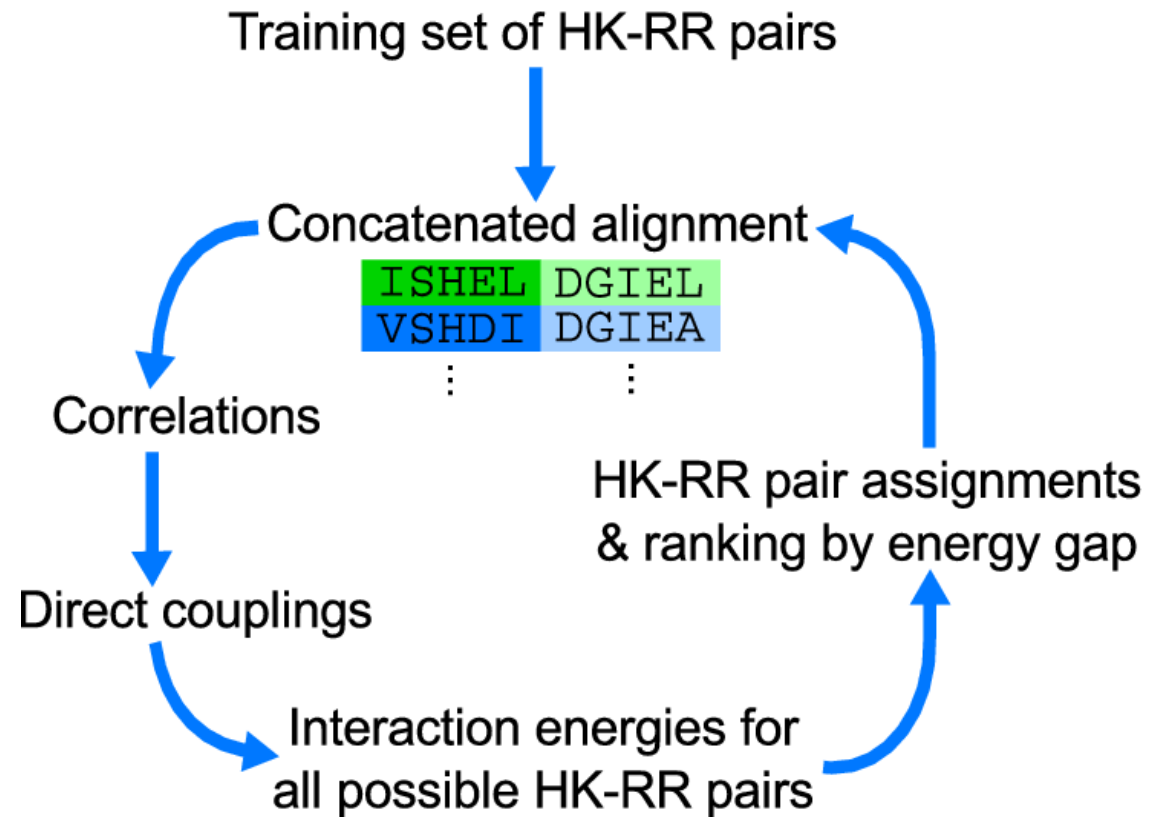 Training set of HK-RR pairs
Concatenated alignment
ISHEL DGIEL
VSHDI DGIEA
⋮ ⋮
Correlations
HK-RR pair assignments
& ranking by energy gap
Direct couplings
Interaction energies for
all possible HK-RR pairs